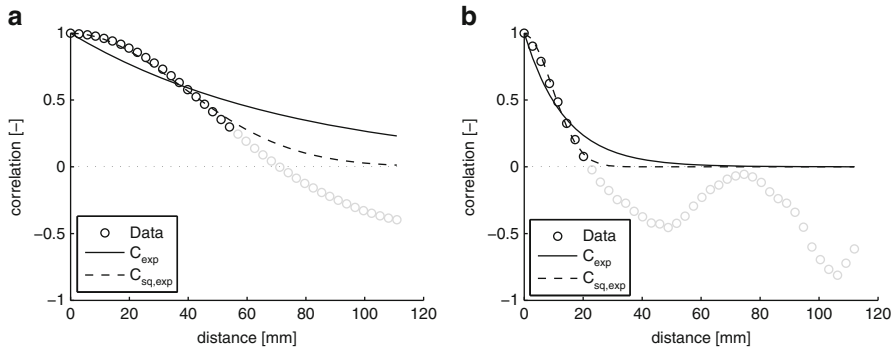 a
1
0.5
0
−0.5
−1
correlation [-]
Data
C_exp
C_sq,exp
0 20 40 60 80 100 120
distance [mm]
b
1
0.5
0
−0.5
−1
correlation [-]
Data
C_exp
C_sq,exp
0 20 40 60 80 100 120
distance [mm]